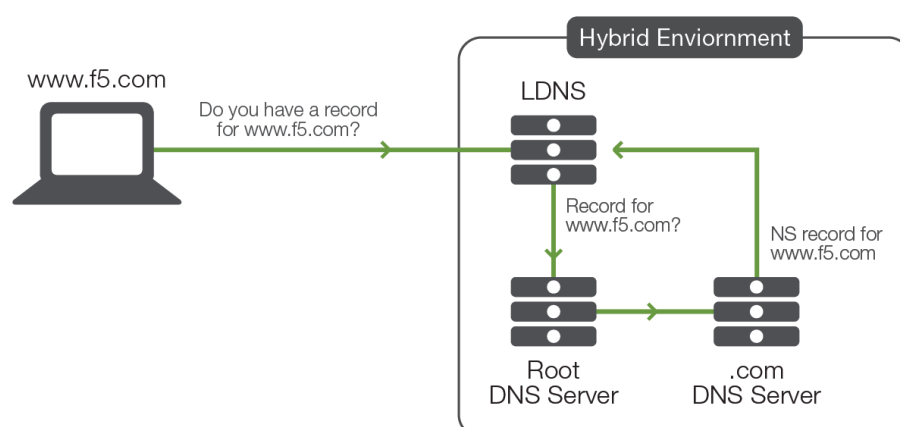 Hybrid Enviornment
www.f5.com
Do you have a record
for www.f5.com?
LDNS
Record for
www.f5.com?
NS record for
www.f5.com
Root
DNS Server
.com
DNS Server